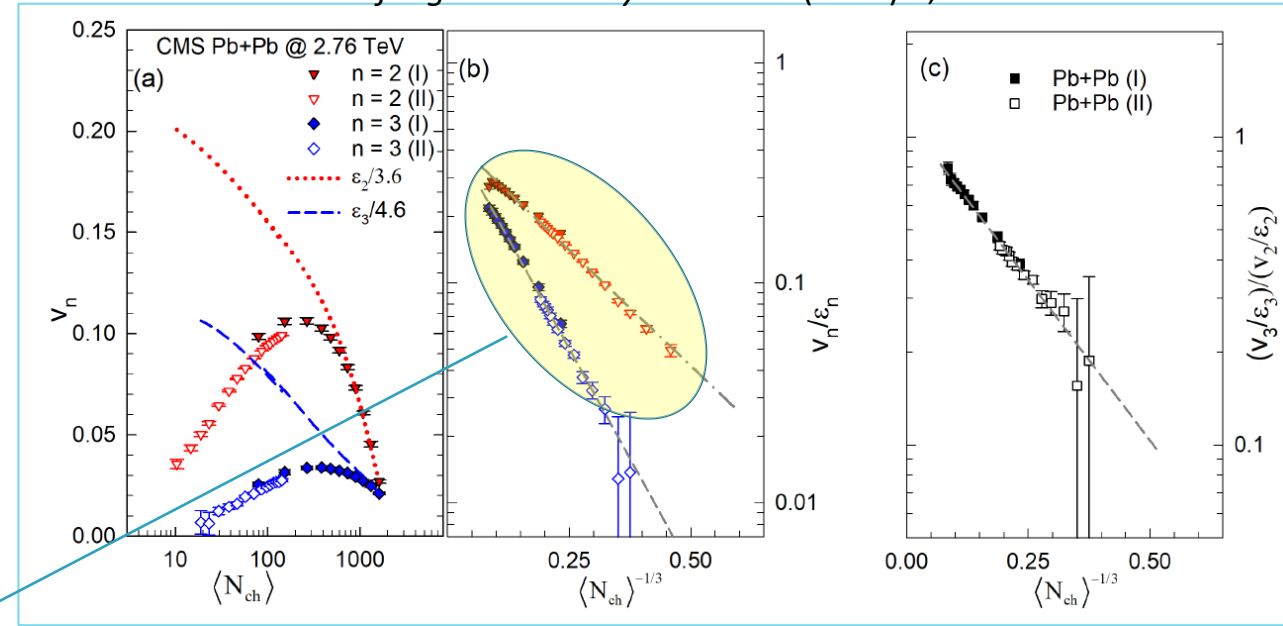 CMS Pb+Pb @ 2.76 TeV
(a)
n = 2 (I)
n = 2 (II)
n = 3 (I)
n = 3 (II)
ε₂/3.6
ε₃/4.6
0.25
0.20
0.15
0.10
0.05
0.00
vₙ
10 100 1000
⟨N_ch⟩
(b)
1
0.1
0.01
vₙ/εₙ
0.25 0.50
⟨N_ch⟩^-1/3
(c)
Pb+Pb (I)
Pb+Pb (II)
1
0.1
(v₃/ε₃)/(v₂/ε₂)
0.00 0.25 0.50
⟨N_ch⟩^-1/3